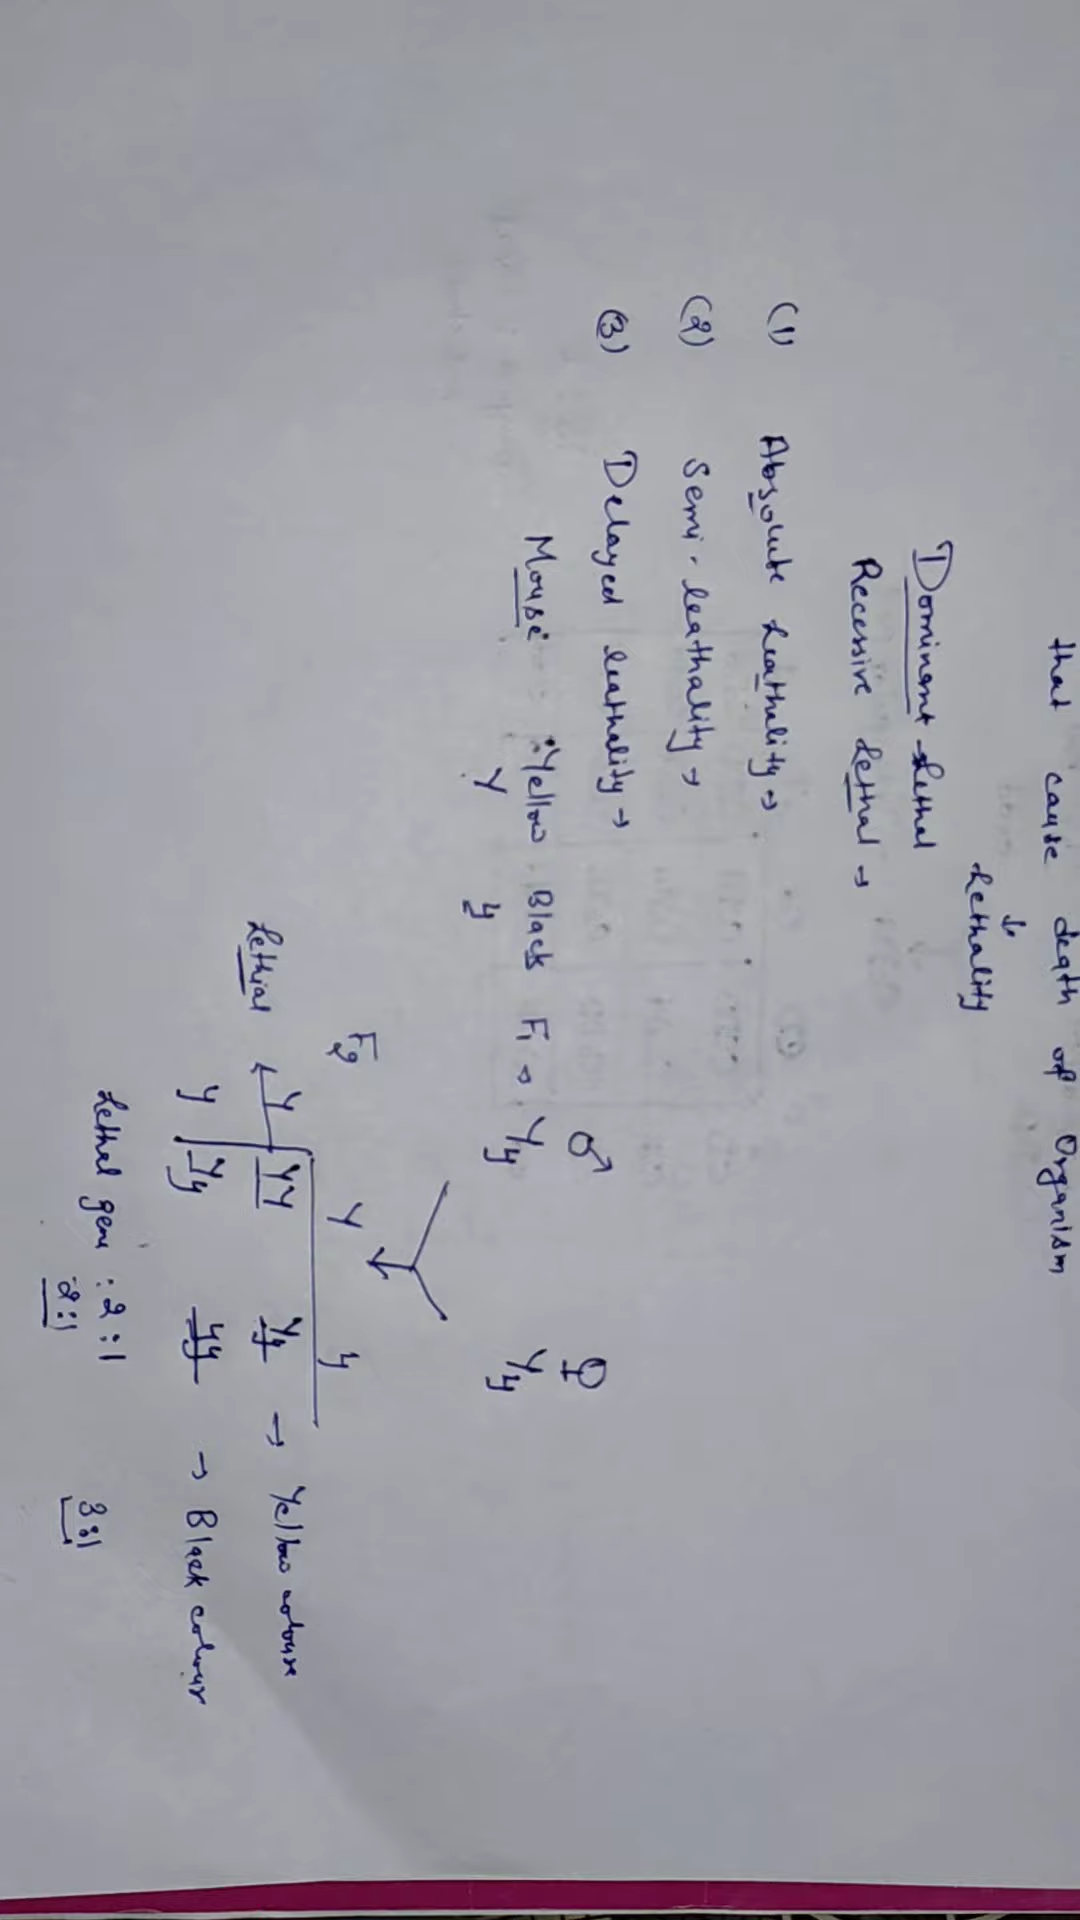 that cause death of Organism
↓
Lethality
Dominant Lethal
Recessive Lethal →
(1) Absolute Leathelity →
(2) Semi-leathality →
(3) Delayed leathality →
♂ ♀
Mouse Yellow Black F1 → Yy Yy
Y y
F2 Y y
Lethial ← Y YY Yy → Yellow colour
y Yy yy → Black colour
Lethal gene : 2:1 3:1
2:1